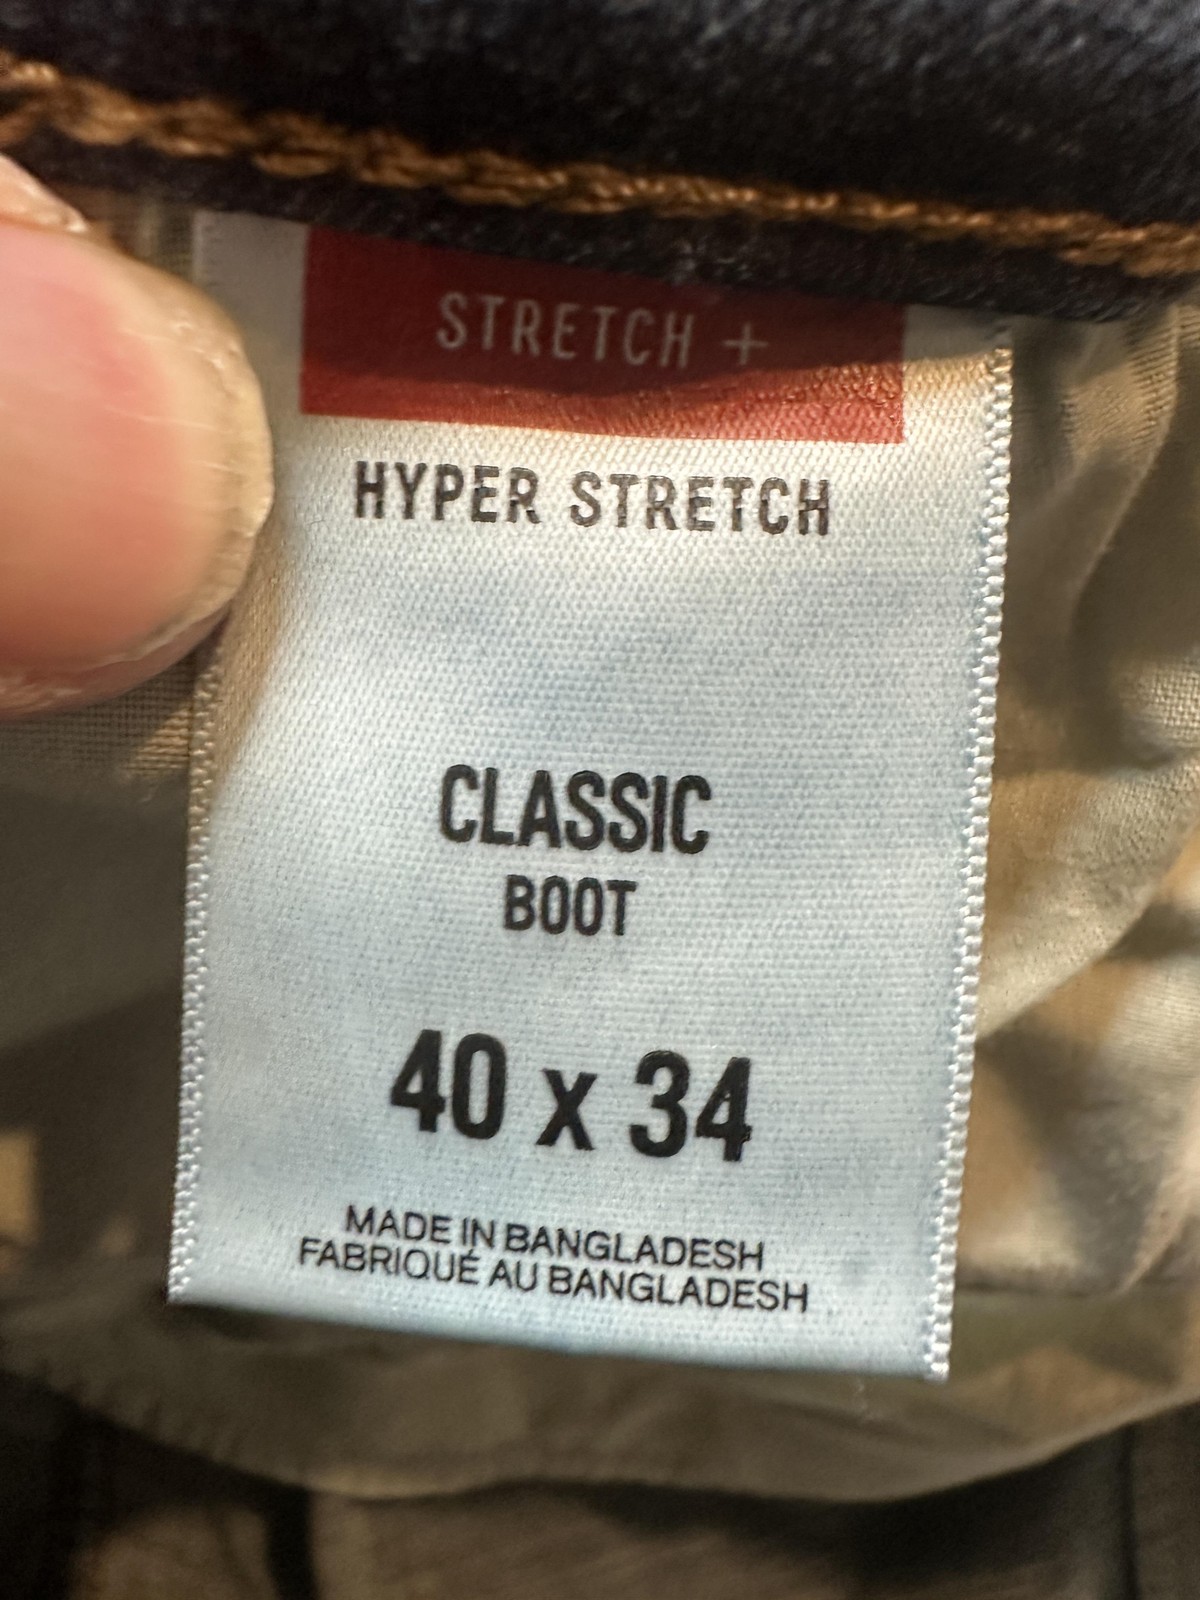 STRETCH +
HYPER STRETCH
CLASSIC
BOOT
40 x 34
MADE IN BANGLADESH
FABRIQUÉ AU BANGLADESH